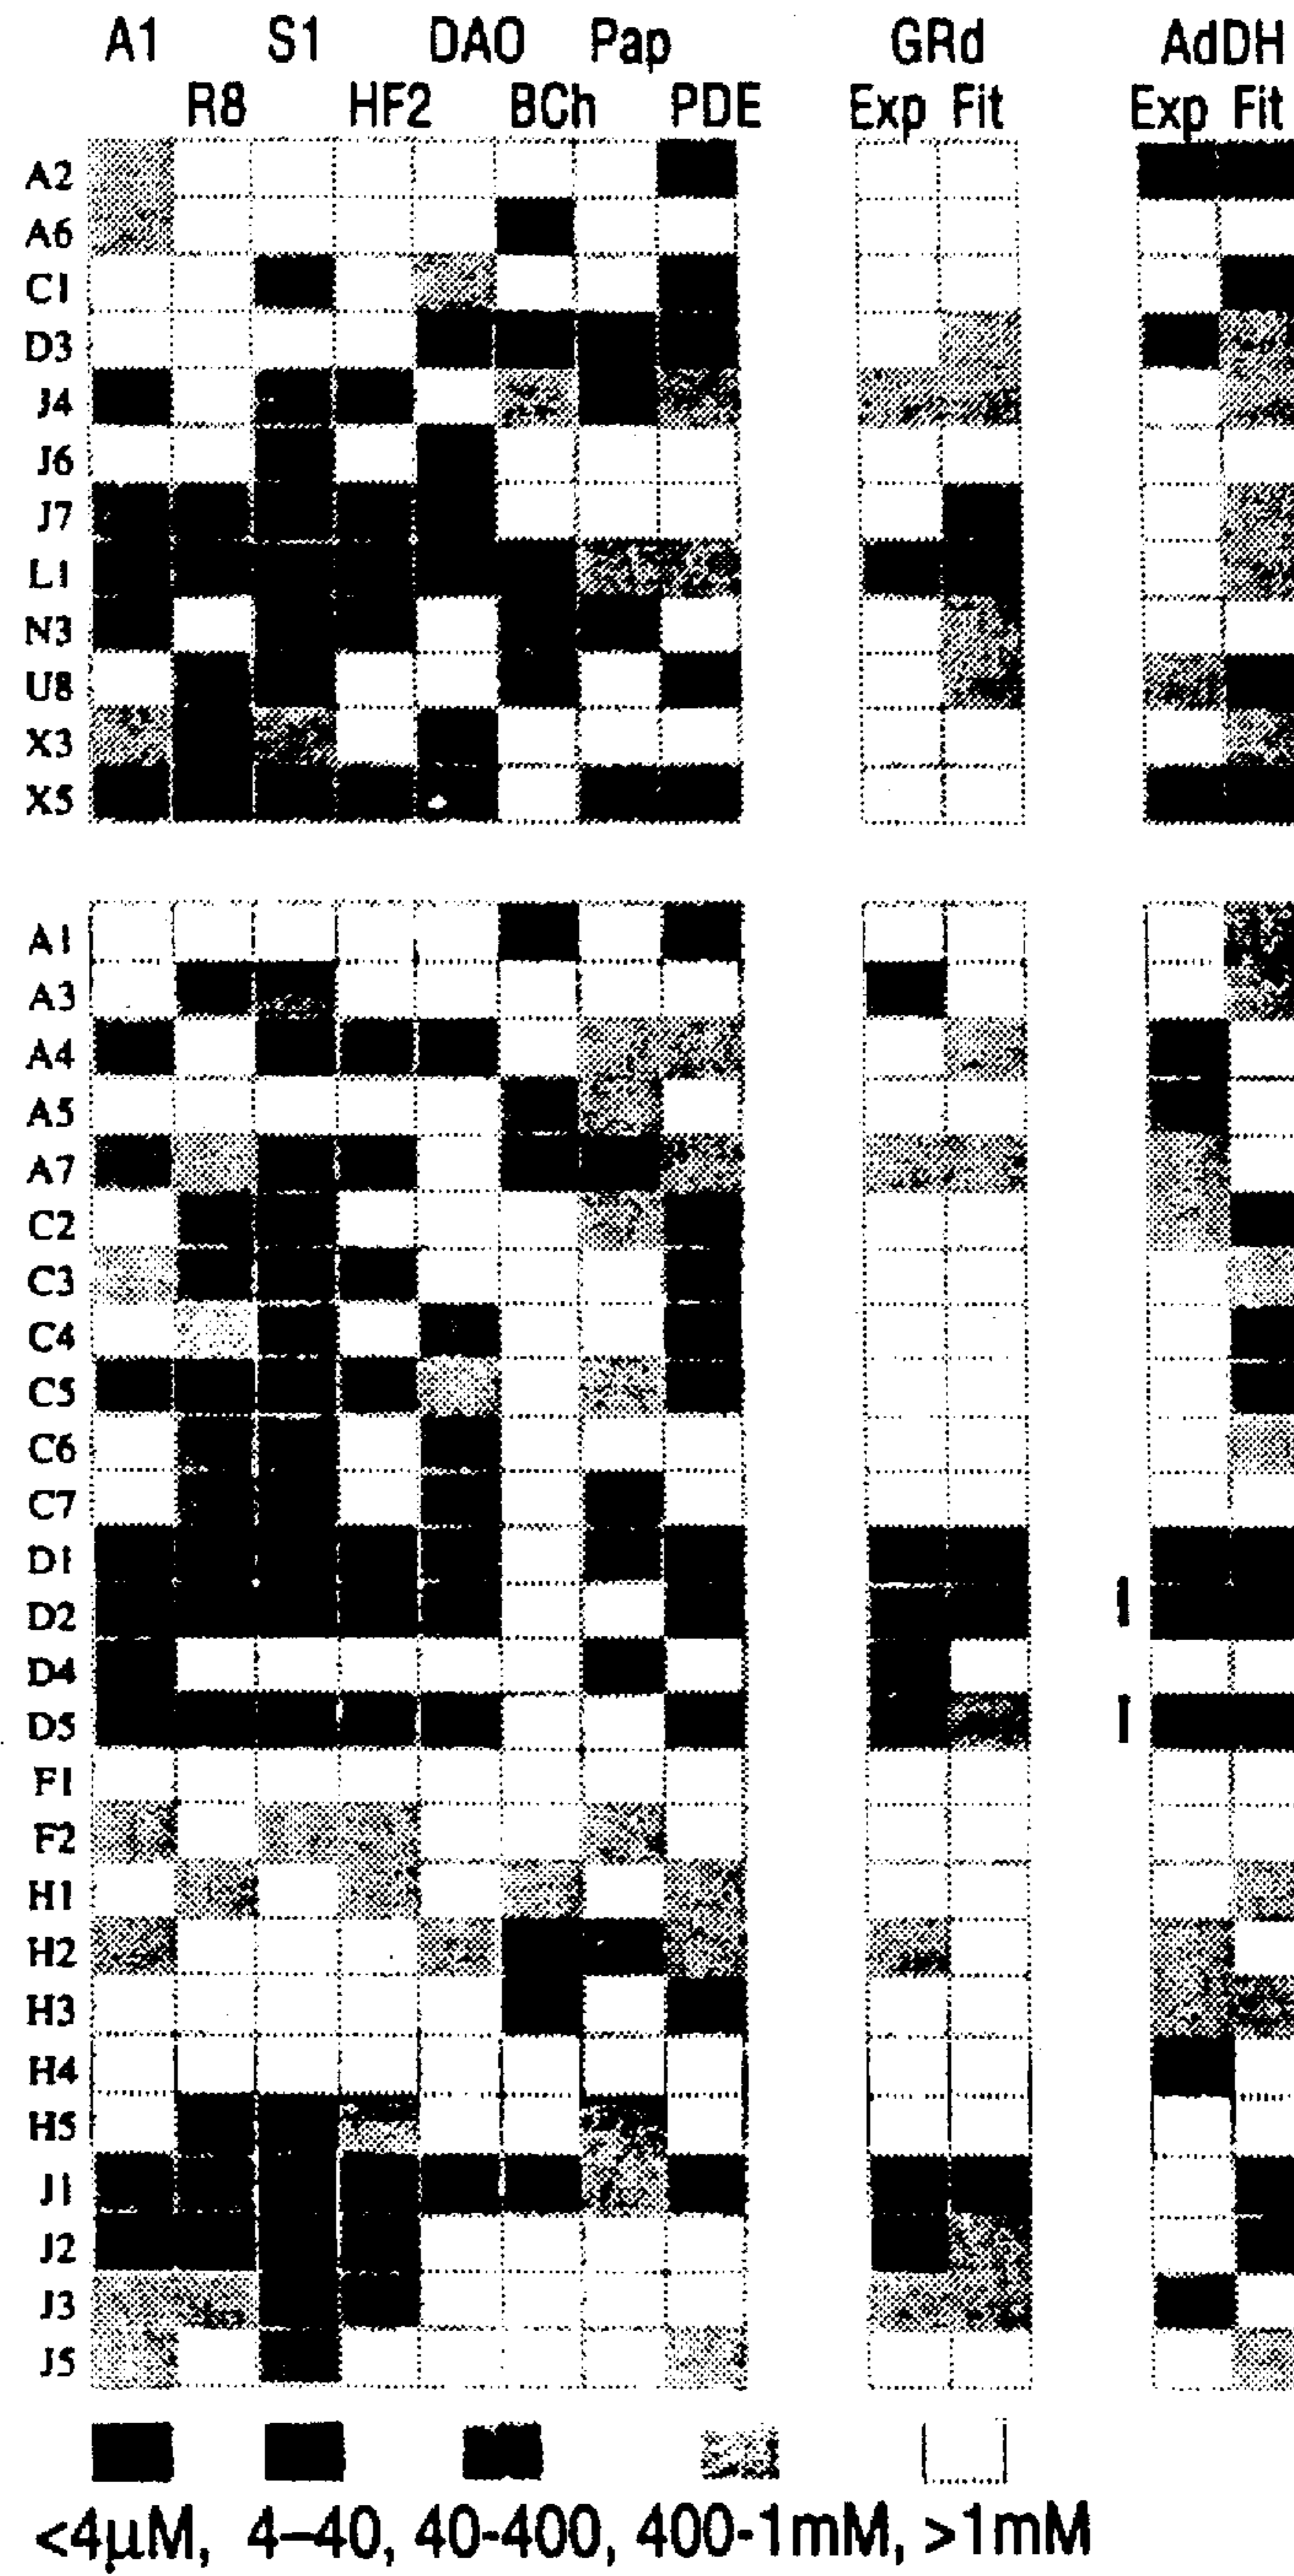 A1 S1 DAO Pap GRd AdDH
R8 HF2 BCh PDE Exp Fit Exp Fit
A2
A6
C1
D3
J4
J6
J7
L1
N3
U8
X3
X5
A1
A3
A4
A5
A7
C2
C3
C4
C5
C6
C7
D1
D2
D4
D5
F1
F2
H1
H2
H3
H4
H5
J1
J2
J3
J5
<4μM, 4–40, 40-400, 400-1mM, >1mM